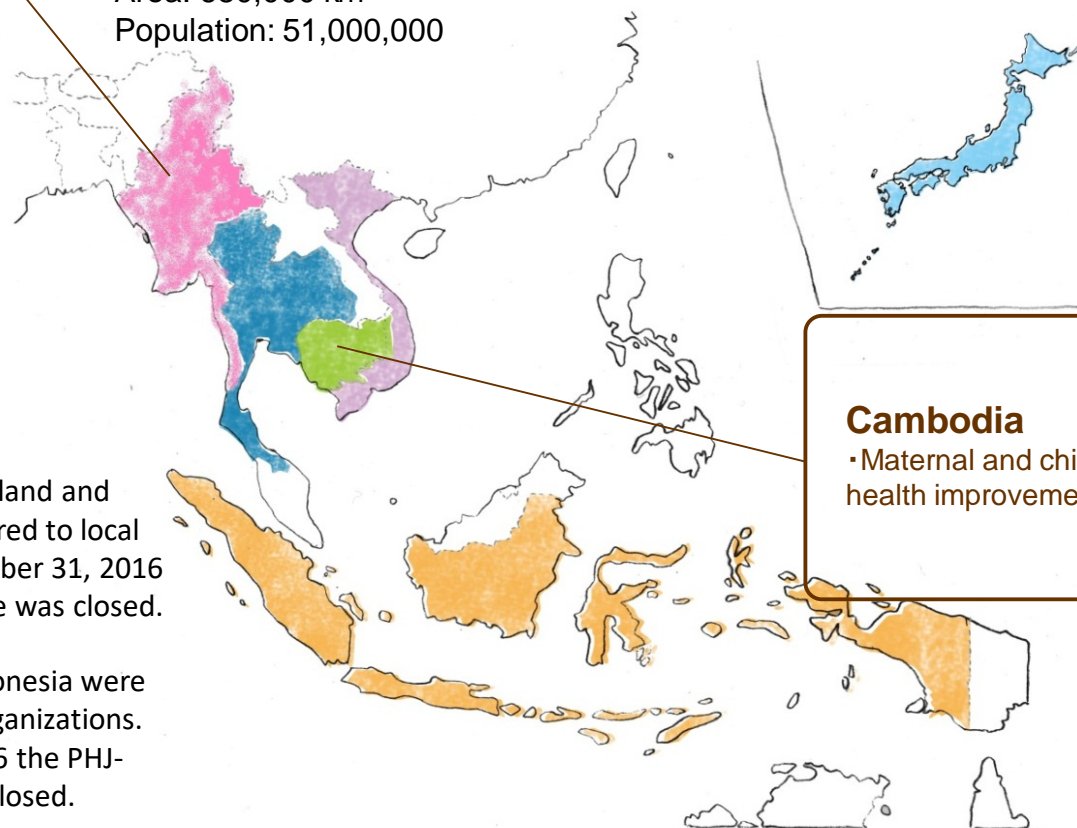 Population: 51,000,000
Cambodia
・Maternal and chi
health improveme
land and
red to local
ber 31, 2016
e was closed.
onesia were
ganizations.
6 the PHJ-
losed.